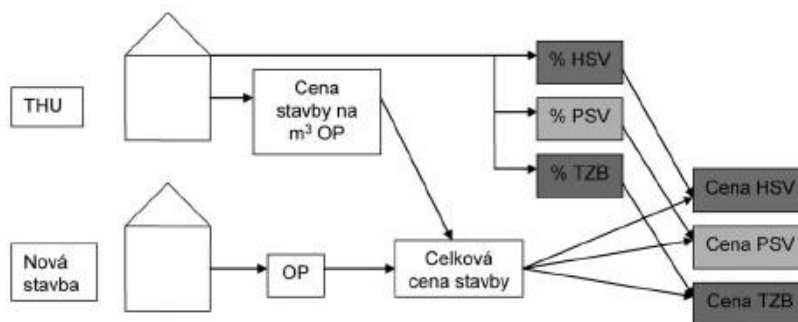 THU
Cena
stavby na
m³ OP
% HSV
% PSV
% TZB
Nová
stavba
OP
Celková
cena stavby
Cena HSV
Cena PSV
Cena TZB